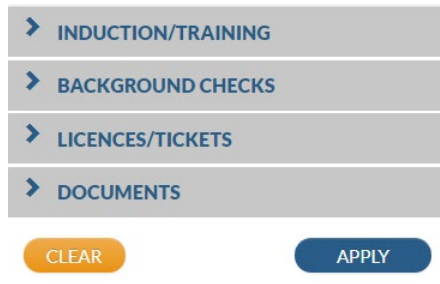 INDUCTION/TRAINING
BACKGROUND CHECKS
LICENCES/TICKETS
DOCUMENTS
CLEAR APPLY